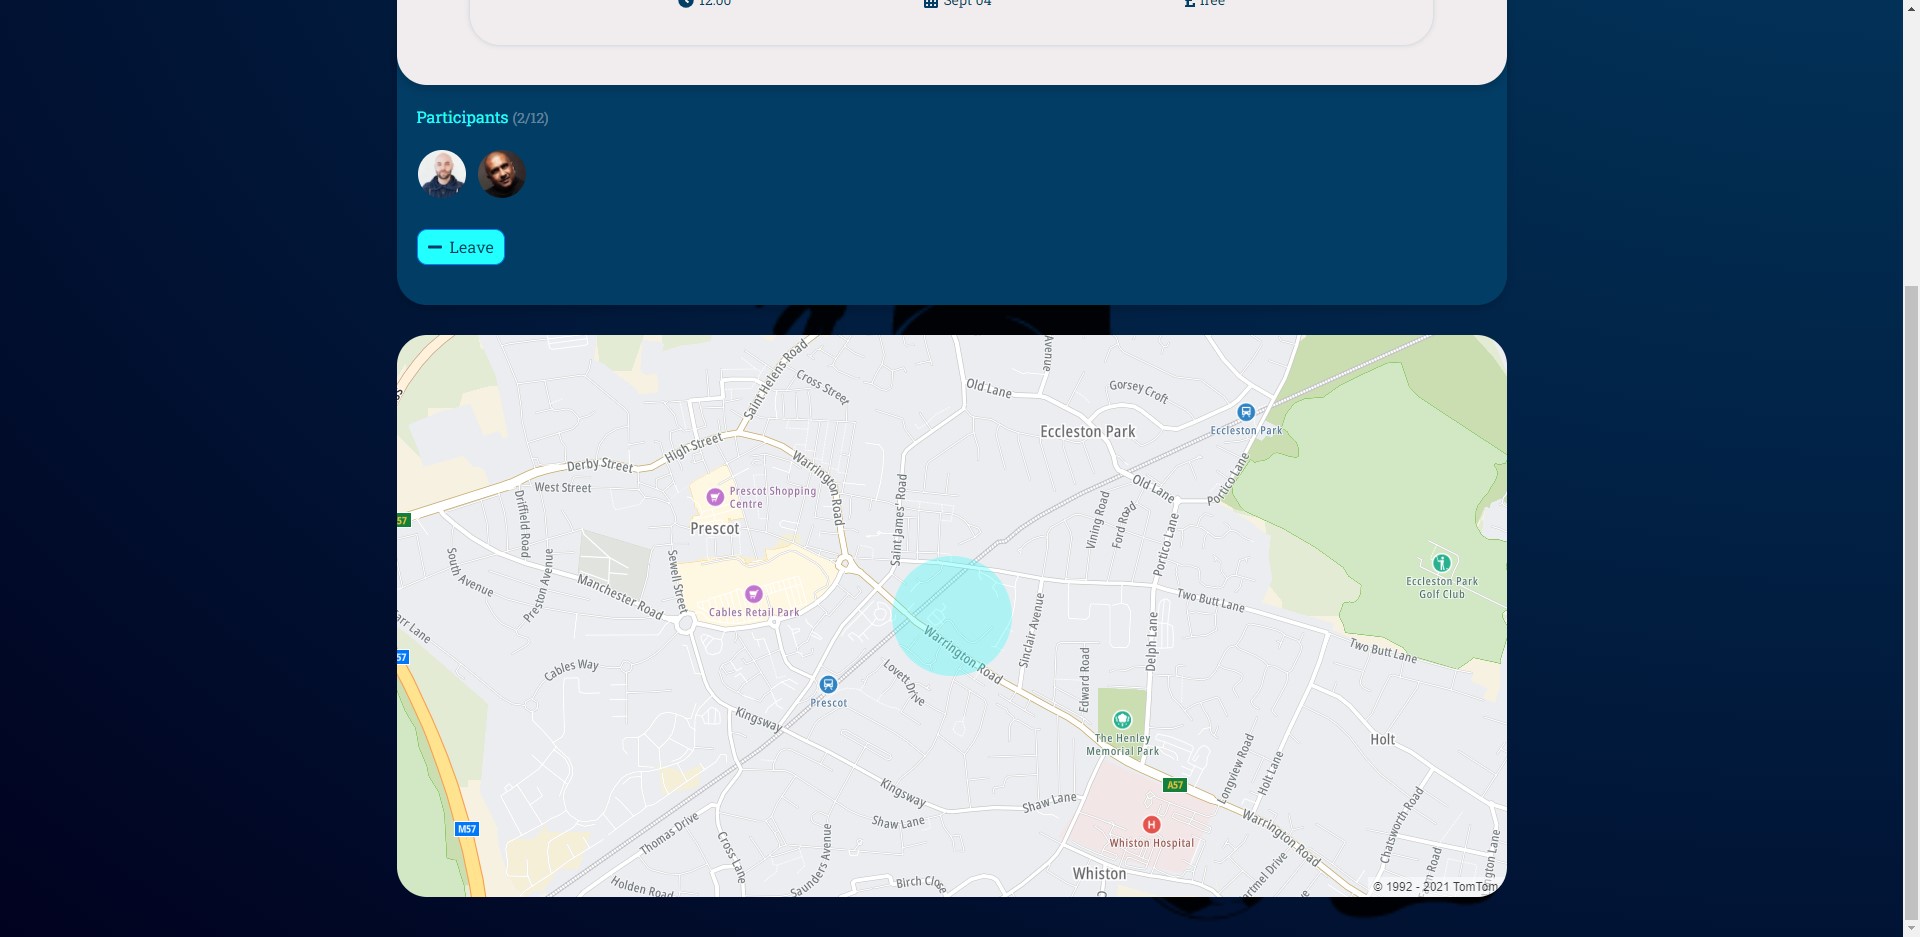 12:00
Sept 04
£ free
Participants (2/12)
Leave
Saint Helens Road
Cross Street
Avenue
Old Lane
Gorsey Croft
Eccleston Park
Eccleston Park
High Street
Derby Street
Warrington Road
West Street
Prescot Shopping
Centre
Prescot
Driffield Road
Saint James' Road
Old Lane
Portico Lane
Vining Road
Ford Road
Portico Lane
57
South Avenue
Preston Avenue
Sewell Street
Manchester Road
Cables Retail Park
Two Butt Lane
Eccleston Park
Golf Club
Warrington Road
Sinclair Avenue
Delph Lane
Two Butt Lane
57
Cables Way
Lovett Drive
Edward Road
Prescot
Kingsway
The Henley
Memorial Park
Holt
Longview Road
Holt Lane
A57
Kingsway
Shaw Lane
Shaw Lane
M57
Thomas Drive
Cross Lane
Saunders Avenue
Whiston Hospital
Warrington Road
Chatsworth Road
Holden Road
Birch Close
Whiston
© 1992 - 2021 TomTom